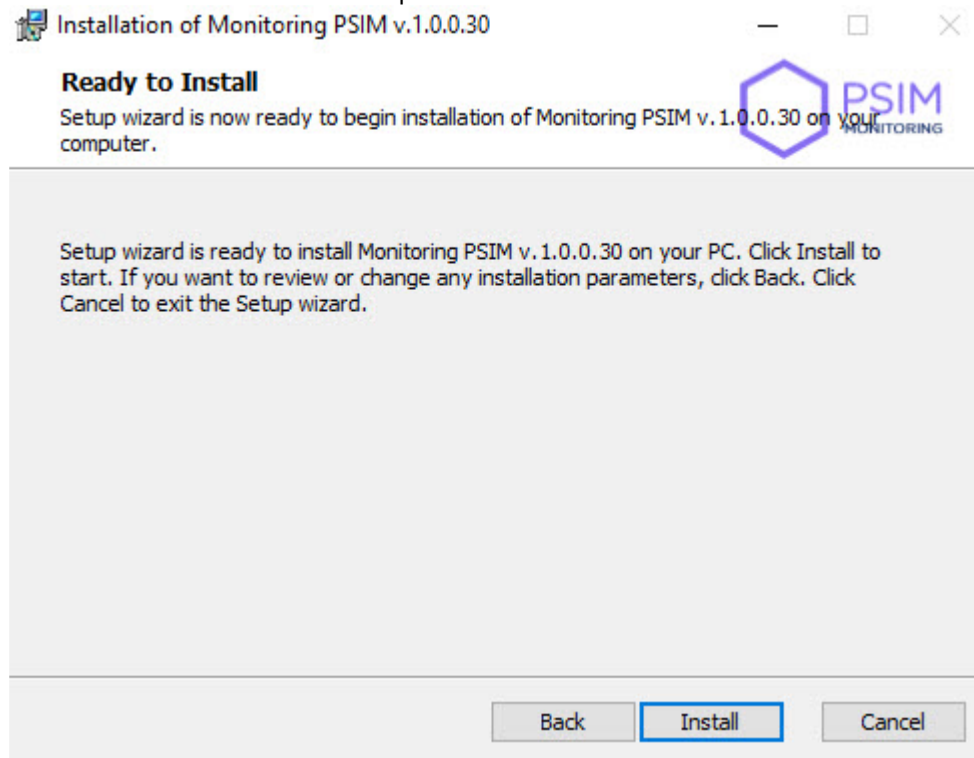 Installation of Monitoring PSIM v.1.0.0.30
Ready to Install
Setup wizard is now ready to begin installation of Monitoring PSIM v.1.0.0.30 on your
computer.
PSIM
MONITORING
Setup wizard is ready to install Monitoring PSIM v.1.0.0.30 on your PC. Click Install to
start. If you want to review or change any installation parameters, click Back. Click
Cancel to exit the Setup wizard.
Back Install Cancel